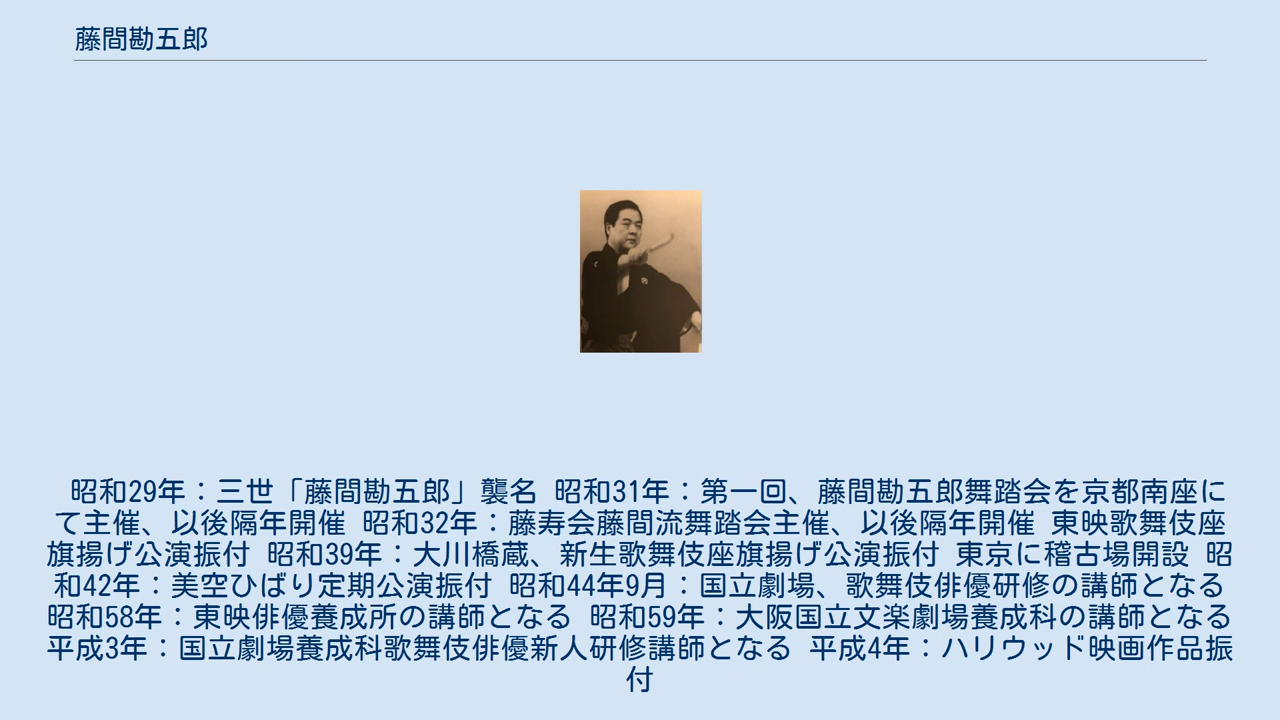 藤間勘五郎
昭和29年：三世「藤間勘五郎」襲名 昭和31年：第一回、藤間勘五郎舞踏会を京都南座に
て主催、以後隔年開催 昭和32年：藤寿会藤間流舞踏会主催、以後隔年開催 東映歌舞伎座
旗揚げ公演振付 昭和39年：大川橋蔵、新生歌舞伎座旗揚げ公演振付 東京に稽古場開設 昭
和42年：美空ひばり定期公演振付 昭和44年9月：国立劇場、歌舞伎俳優研修の講師となる
昭和58年：東映俳優養成所の講師となる 昭和59年：大阪国立文楽劇場養成科の講師となる
平成3年：国立劇場養成科歌舞伎俳優新人研修講師となる 平成4年：ハリウッド映画作品振
付